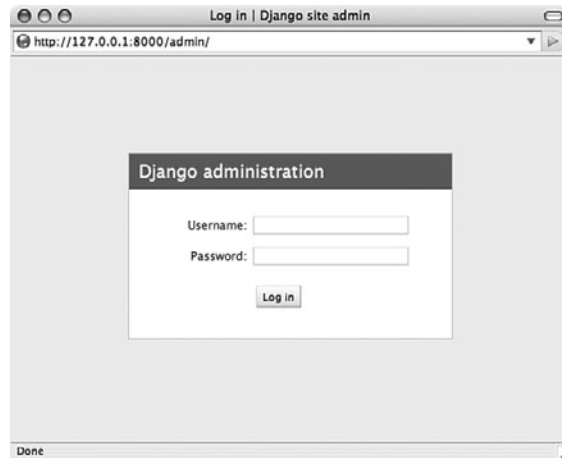 Log in | Django site admin
http://127.0.0.1:8000/admin/
Django administration
Username:
Password:
Log in
Done